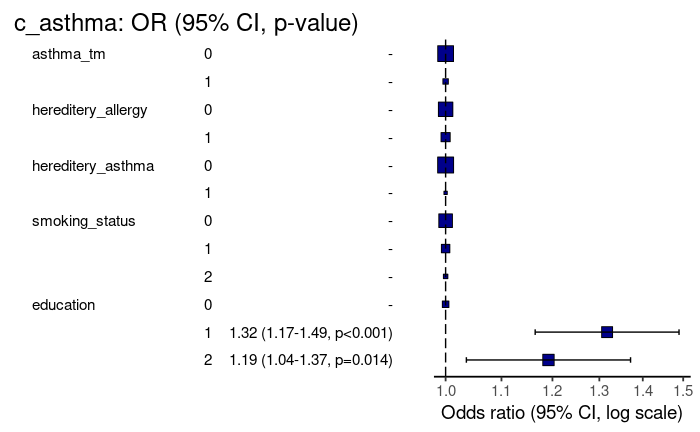 c_asthma: OR (95% CI, p-value)
asthma_tm 0 -
1 -
hereditery_allergy 0 -
1 -
hereditery_asthma 0 -
1 -
smoking_status 0 -
1 -
2 -
education 0 -
1 1.32 (1.17-1.49, p<0.001)
2 1.19 (1.04-1.37, p=0.014)
1.0 1.1 1.2 1.3 1.4 1.5
Odds ratio (95% CI, log scale)